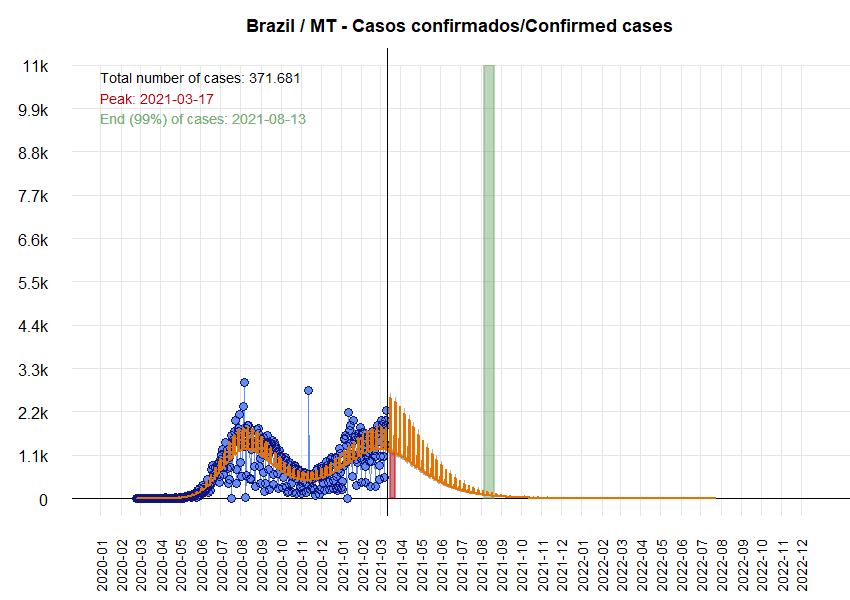 Brazil / MT - Casos confirmados/Confirmed cases
11k
Total number of cases: 371.681
Peak: 2021-03-17
9.9k
End (99%) of cases: 2021-08-13
8.8k
7.7k
6.6k
5.5k
4.4k
3.3k
2.2k
1.1k
0
2020-01
2020-02
2020-03
2020-04
2020-05
2020-06
2020-07
2020-08
2020-09
2020-10
2020-11
2020-12
2021-01
2021-02
2021-03
2021-04
2021-05
2021-06
2021-07
2021-08
2021-09
2021-10
2021-11
2021-12
2022-01
2022-02
2022-03
2022-04
2022-05
2022-06
2022-07
2022-08
2022-09
2022-10
2022-11
2022-12